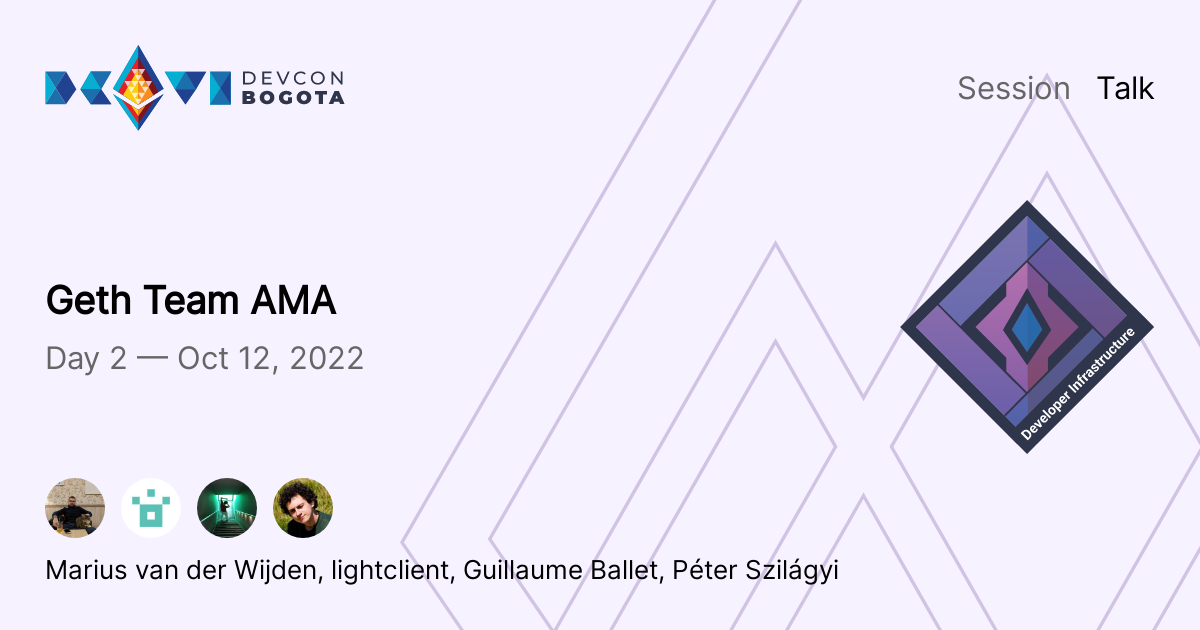 DEVCON
BOGOTA
Session Talk
Geth Team AMA
Day 2 — Oct 12, 2022
Developer Infrastructure
Marius van der Wijden, lightclient, Guillaume Ballet, Péter Szilágyi